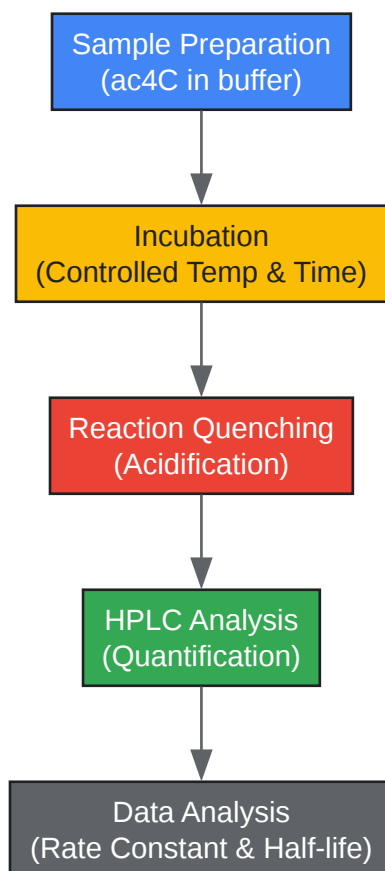 Sample Preparation
(ac4C in buffer)
Incubation
(Controlled Temp & Time)
Reaction Quenching
(Acidification)
HPLC Analysis
(Quantification)
Data Analysis
(Rate Constant & Half-life)